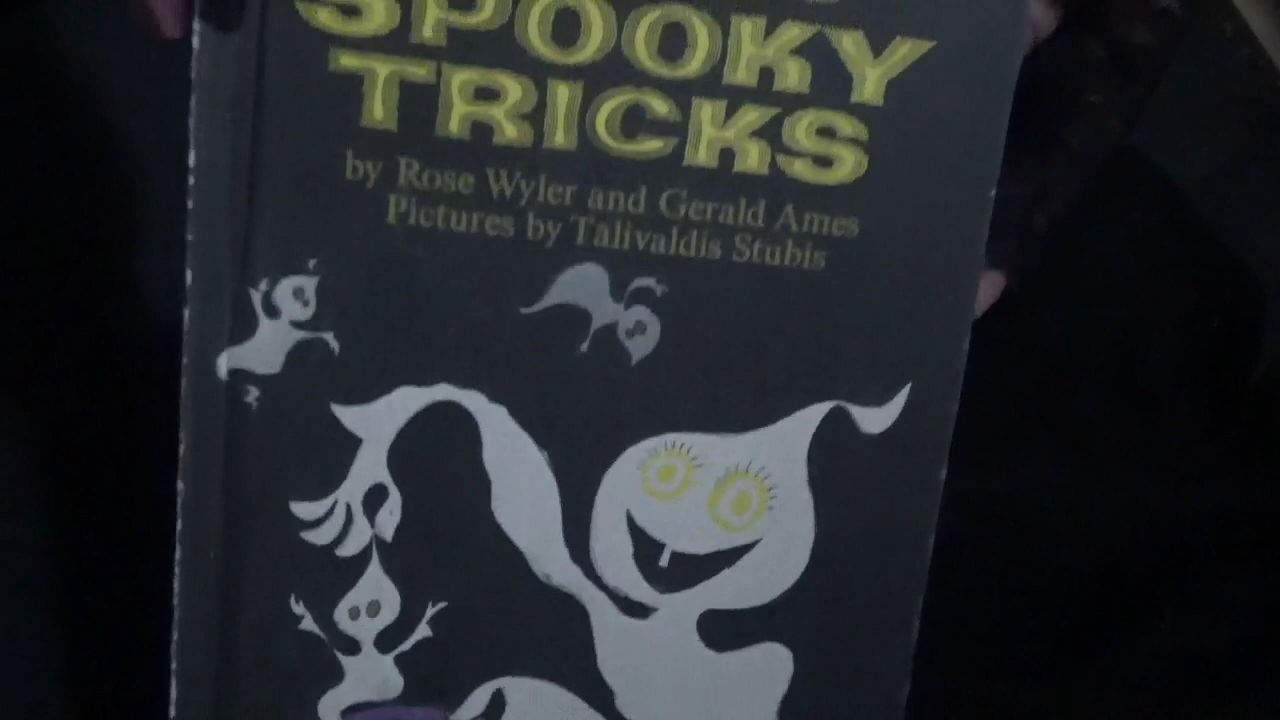 SPOOKY
TRICKS
by Rose Wyler and Gerald Ames
Pictures by Talivaldis Stubis